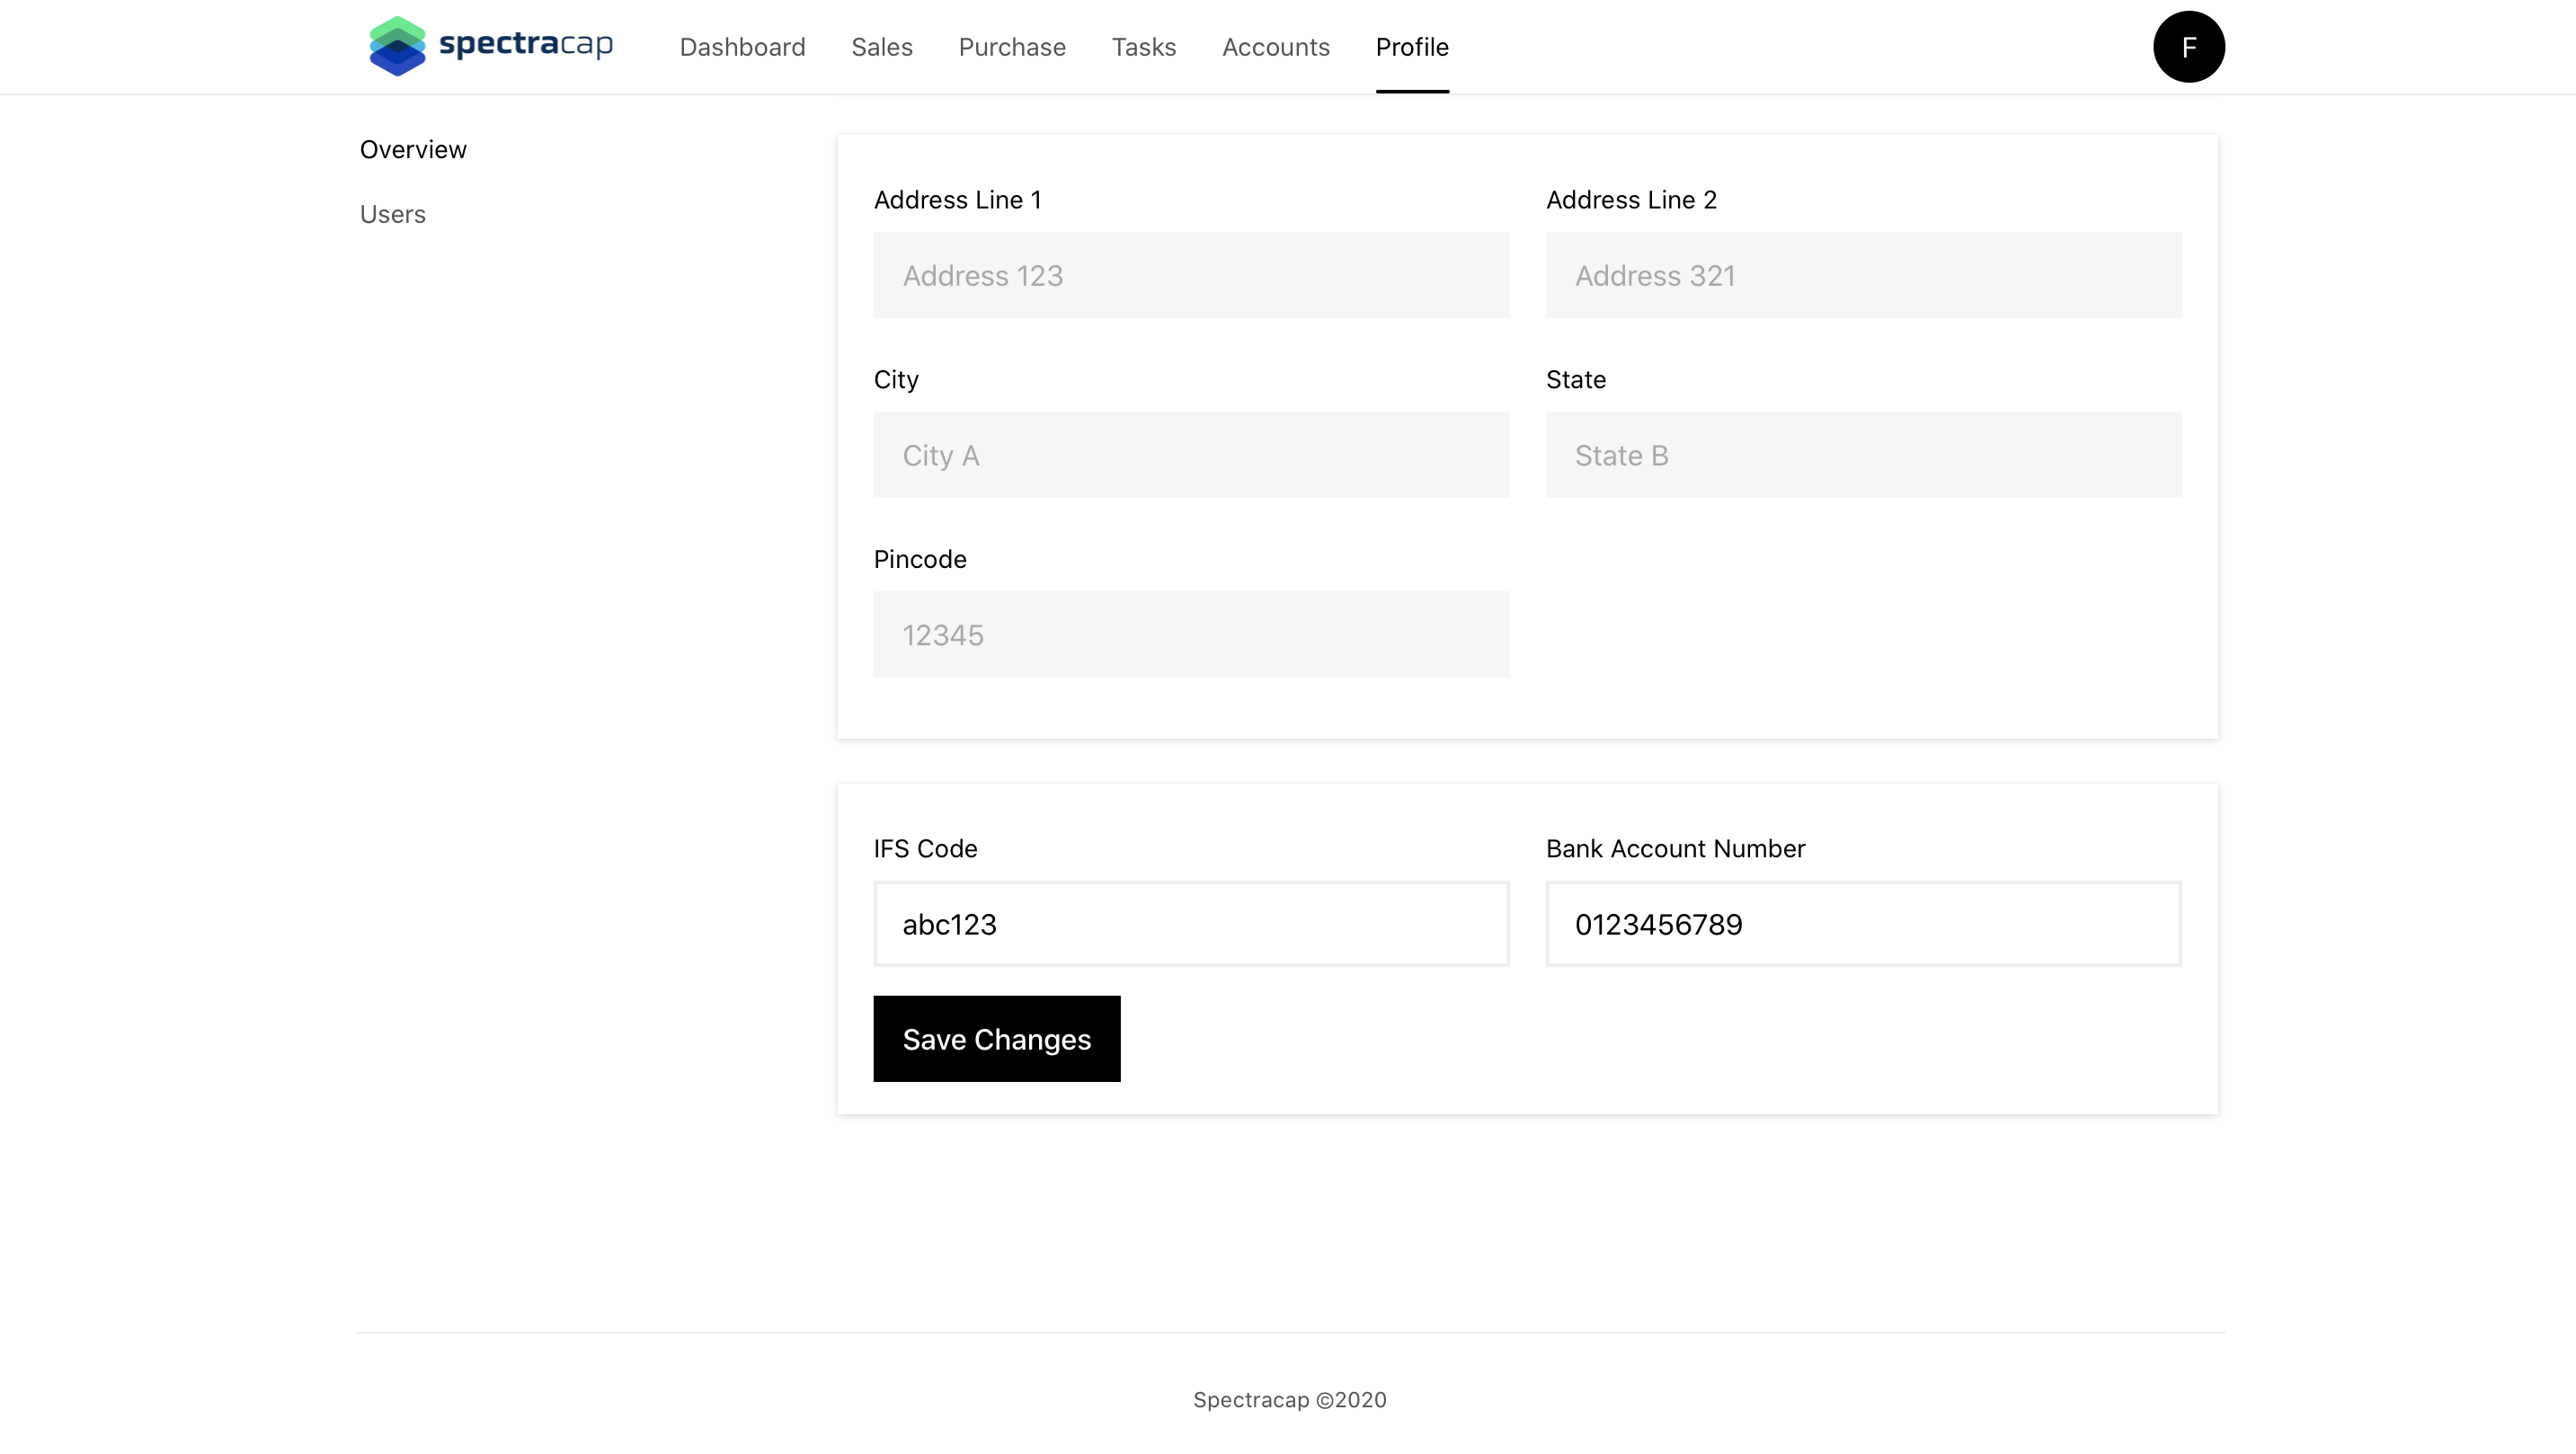 spectracap Dashboard Sales Purchase Tasks Accounts Profile F
Overview
Users
Address Line 1 Address Line 2
Address 123 Address 321
City State
City A State B
Pincode
12345
IFS Code Bank Account Number
abc123 0123456789
Save Changes
Spectracap ©2020